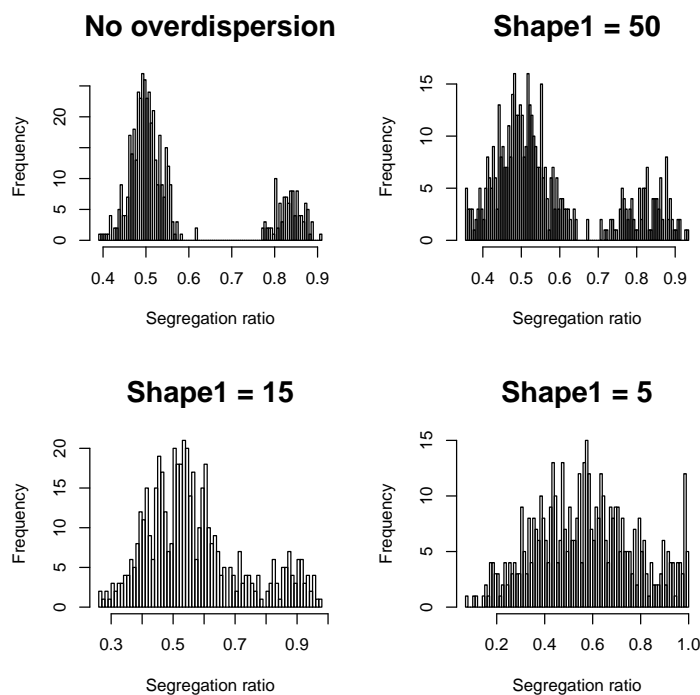 No overdispersion
Frequency
0 5 10 20
0.4 0.5 0.6 0.7 0.8 0.9
Segregation ratio
Shape1 = 50
Frequency
0 5 10 15
0.4 0.5 0.6 0.7 0.8 0.9
Segregation ratio
Shape1 = 15
Frequency
0 5 10 15 20
0.3 0.5 0.7 0.9
Segregation ratio
Shape1 = 5
Frequency
0 5 10 15
0.2 0.4 0.6 0.8 1.0
Segregation ratio